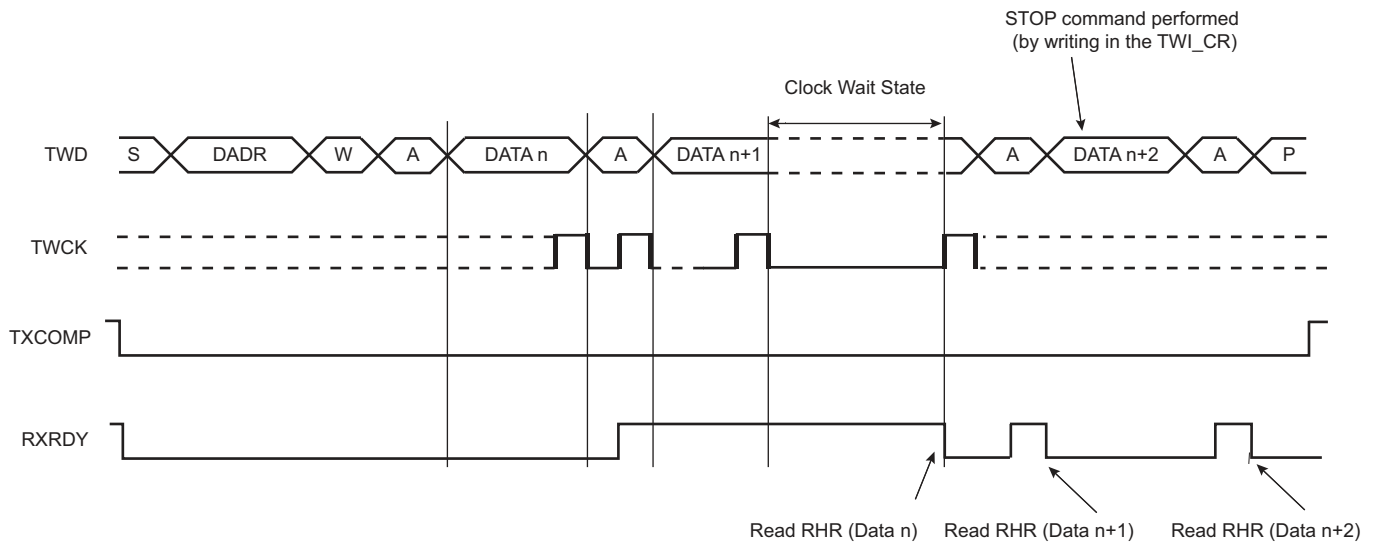 STOP command performed
(by writing in the TWI_CR)
Clock Wait State
TWD S DADR W A DATA n A DATA n+1 A DATA n+2 A P
TWCK
TXCOMP
RXRDY
Read RHR (Data n) Read RHR (Data n+1) Read RHR (Data n+2)